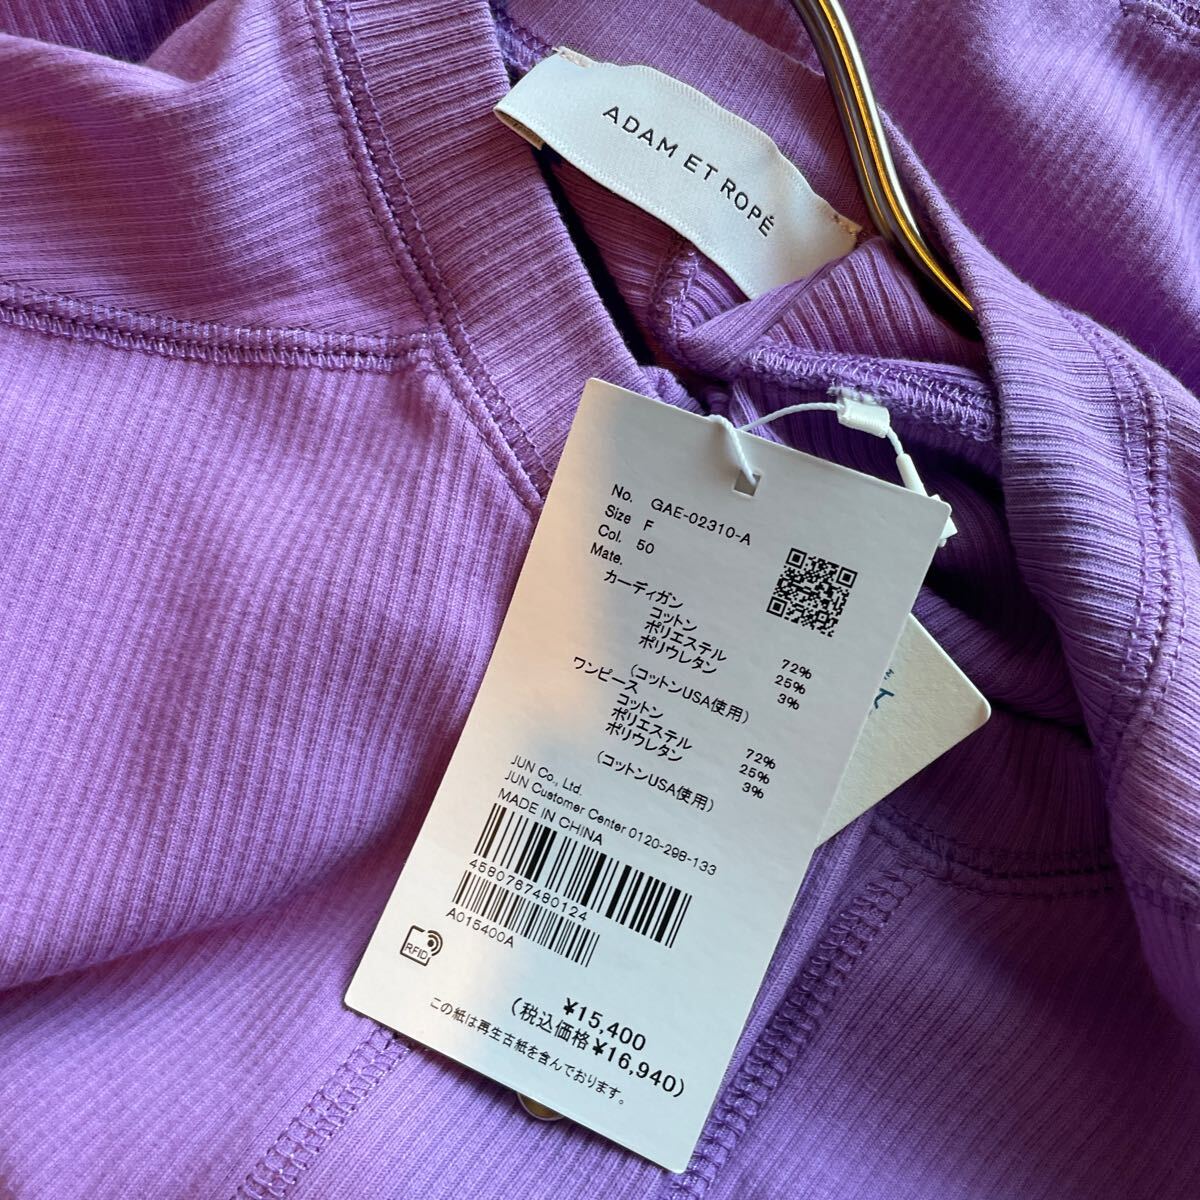 ADAM ET ROPÉ
No. GAE-02310-A
Size F
Col. 50
Mate.
カーディガン
コットン 72%
ポリエステル 25%
ポリウレタン 3%
(コットンUSA使用)
ワンピース
コットン 72%
ポリエステル 25%
ポリウレタン 3%
(コットンUSA使用)
JUN Co., Ltd.
JUN Customer Center 0120-298-133
MADE IN CHINA
4580767480124
A015400A
RFID
¥15,400
(税込価格¥16,940)
この紙は再生古紙を含んでおります。
TM